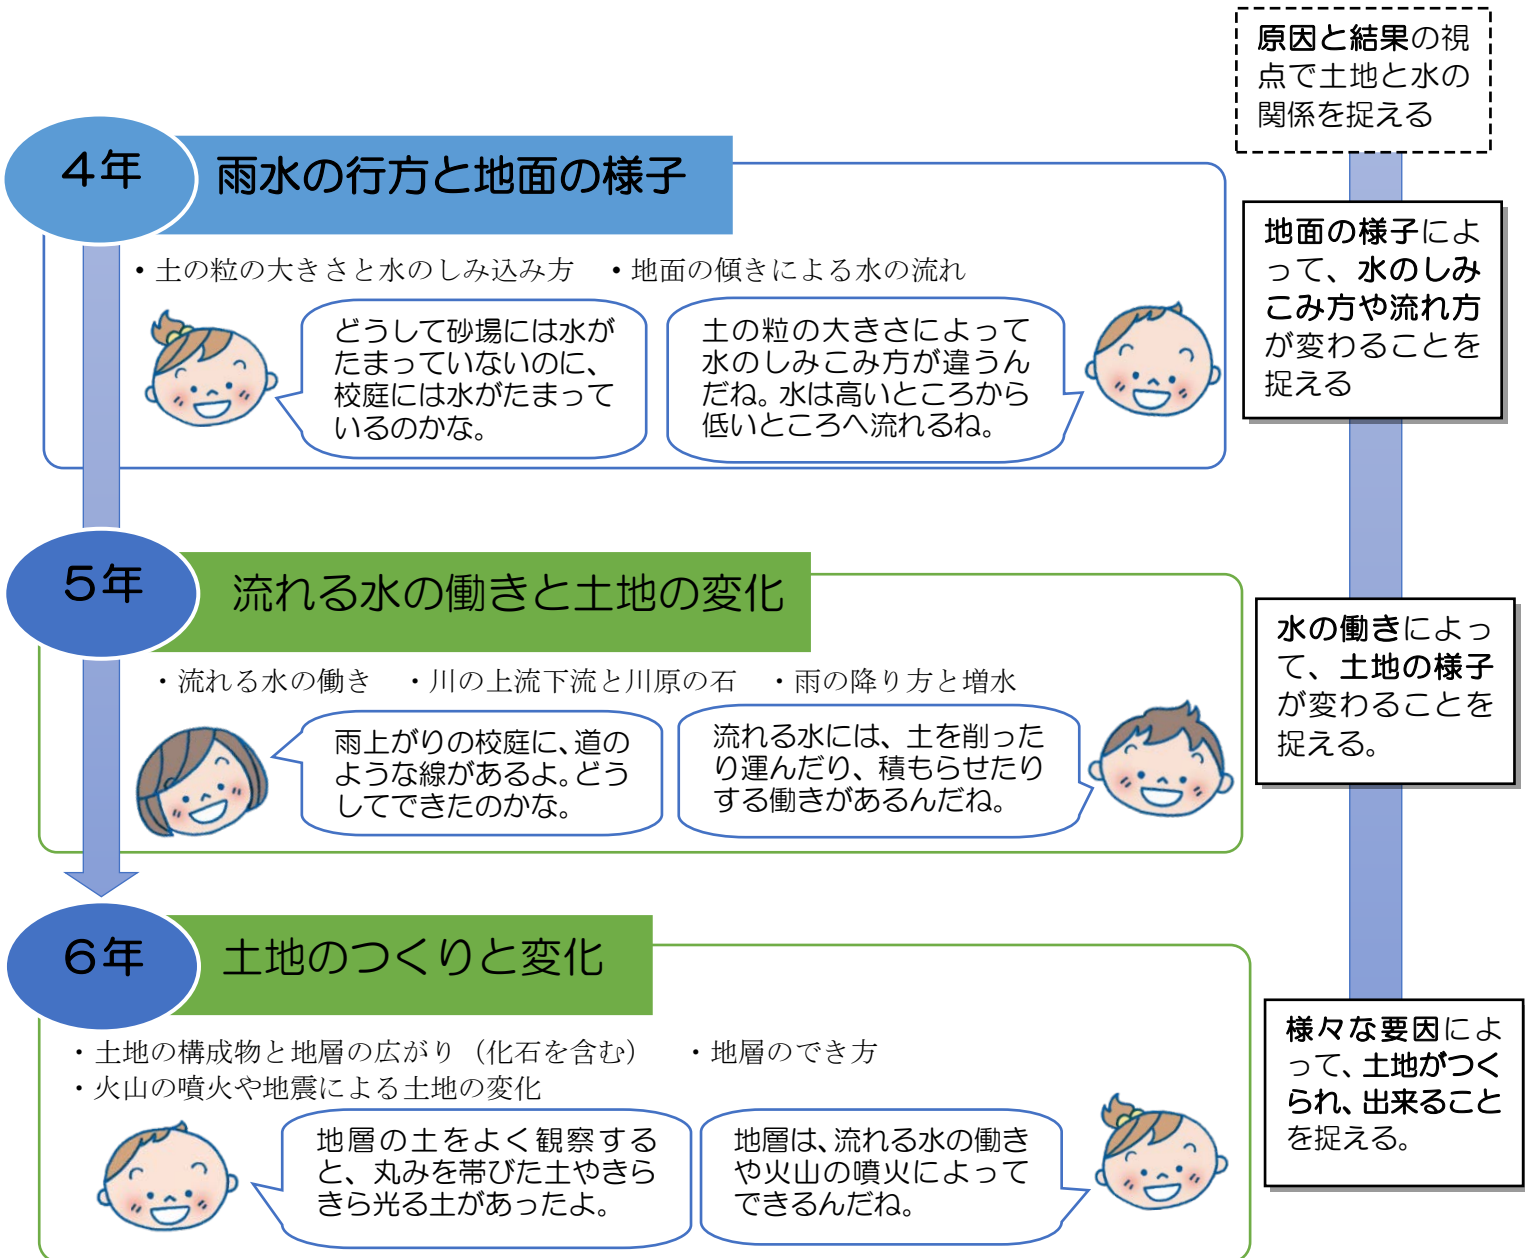 原因と結果の視
点で土地と水の
関係を捉える
4年
雨水の行方と地面の様子
・土の粒の大きさと水のしみ込み方　・地面の傾きによる水の流れ
どうして砂場には水が
たまっていないのに、
校庭には水がたまって
いるのかな。
土の粒の大きさによって
水のしみこみ方が違うん
だね。水は高いところから
低いところへ流れるね。
地面の様子によ
って、水のしみ
こみ方や流れ方
が変わることを
捉える
5年
流れる水の働きと土地の変化
・流れる水の働き　・川の上流下流と川原の石　・雨の降り方と増水
雨上がりの校庭に、道の
ような線があるよ。どう
してできたのかな。
流れる水には、土を削った
り運んだり、積もらせたり
する働きがあるんだね。
水の働きによっ
て、土地の様子
が変わることを
捉える。
6年
土地のつくりと変化
・土地の構成物と地層の広がり（化石を含む）　・地層のでき方
・火山の噴火や地震による土地の変化
地層の土をよく観察する
と、丸みを帯びた土やきら
きら光る土があったよ。
地層は、流れる水の働き
や火山の噴火によって
できるんだね。
様々な要因によ
って、土地がつく
られ、出来ること
を捉える。